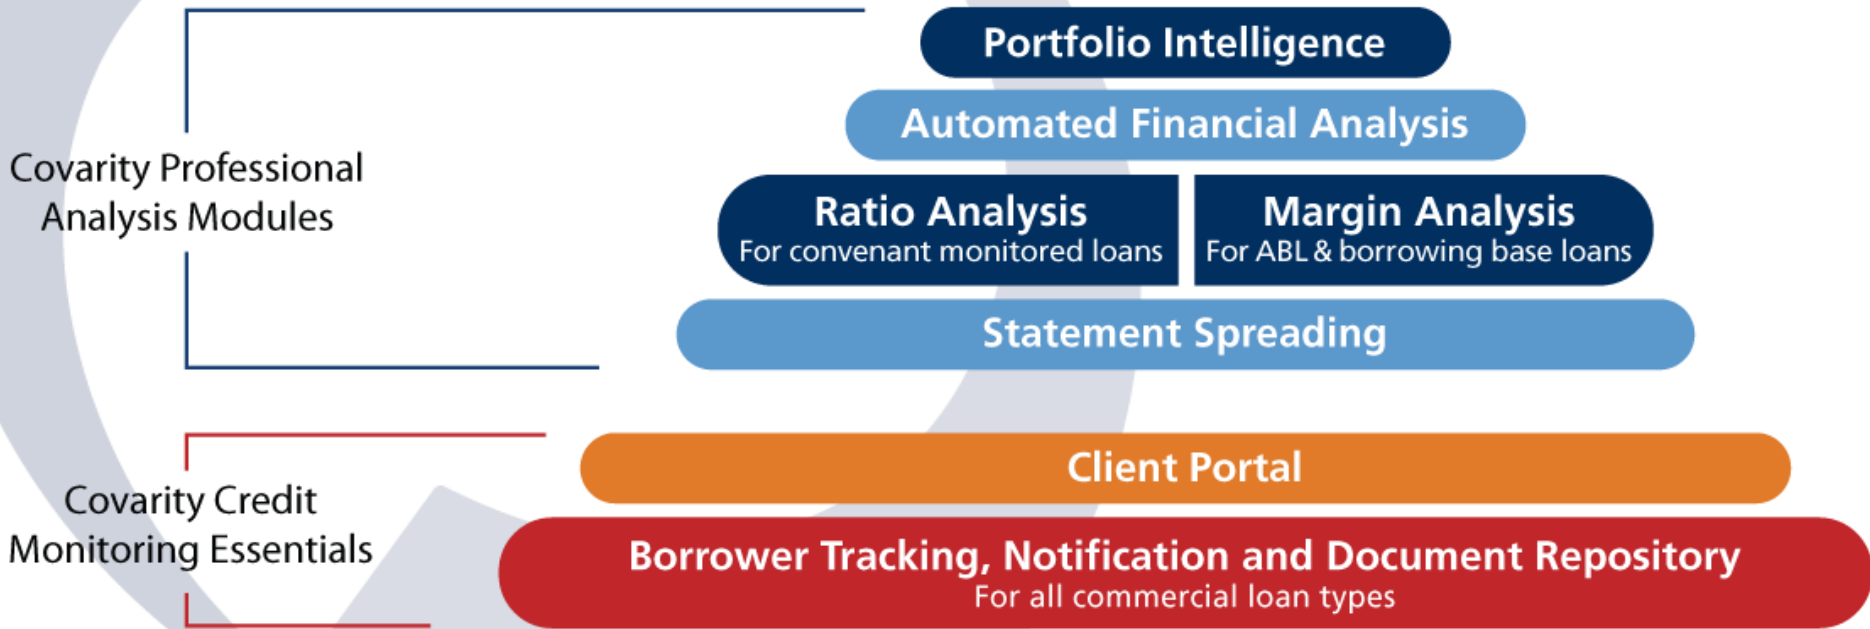 Portfolio Intelligence
Automated Financial Analysis
Covarity Professional
Analysis Modules
Ratio Analysis
For convenant monitored loans
Margin Analysis
For ABL & borrowing base loans
Statement Spreading
Client Portal
Covarity Credit
Monitoring Essentials
Borrower Tracking, Notification and Document Repository
For all commercial loan types